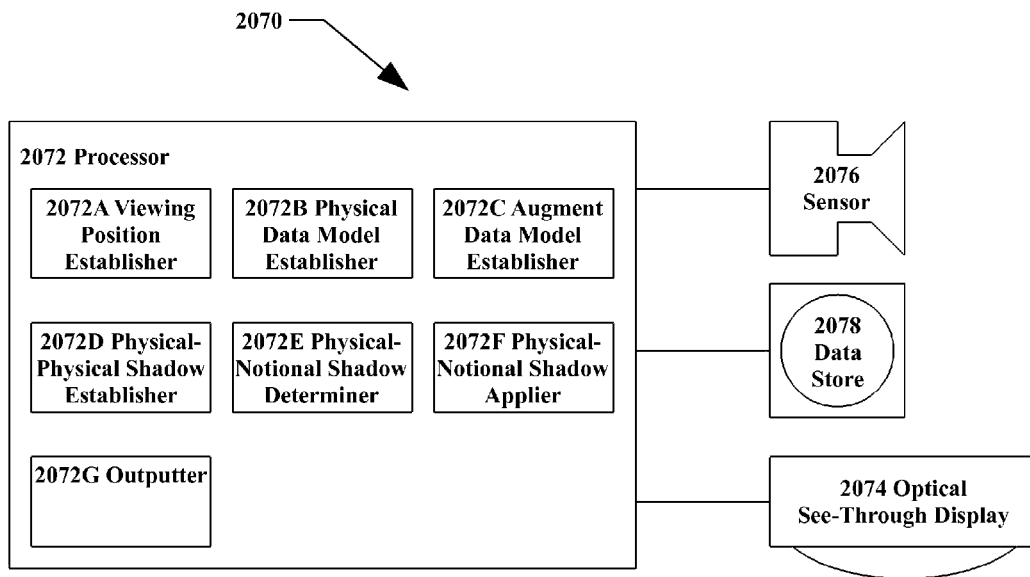 2070
2072 Processor
2072A Viewing
Position
Establisher
2072B Physical
Data Model
Establisher
2072C Augment
Data Model
Establisher
2072D Physical-
Physical Shadow
Establisher
2072E Physical-
Notional Shadow
Determiner
2072F Physical-
Notional Shadow
Applier
2072G Outputter
2076
Sensor
2078
Data
Store
2074 Optical
See-Through Display